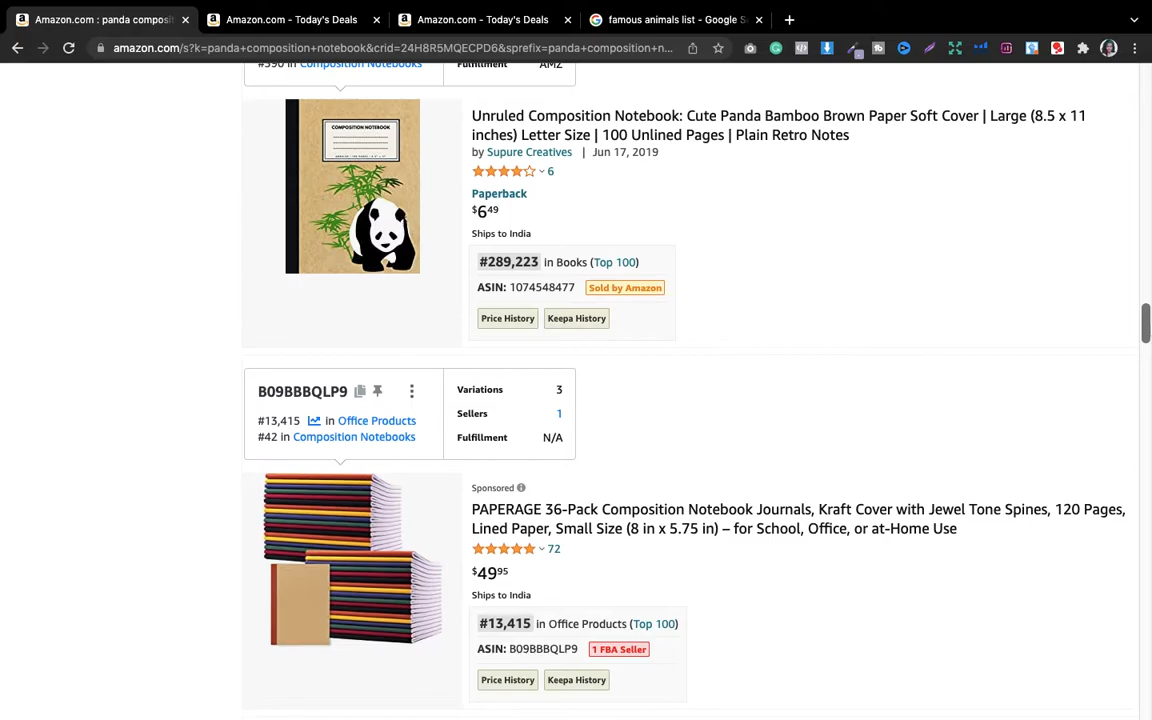 Amazon.com : panda composit
Amazon.com - Today's Deals
Amazon.com - Today's Deals
famous animals list - Google Se
amazon.com/s?k=panda+composition+notebook&crid=24H8R5MQECPD6&sprefix=panda+composition+n...
#390 in Composition Notebooks
Fulfillment AMZ
COMPOSITION NOTEBOOK
Unruled Composition Notebook: Cute Panda Bamboo Brown Paper Soft Cover | Large (8.5 x 11
inches) Letter Size | 100 Unlined Pages | Plain Retro Notes
by Supure Creatives | Jun 17, 2019
6
Paperback
$6 49
Ships to India
#289,223 in Books (Top 100)
ASIN: 1074548477 Sold by Amazon
Price History Keepa History
B09BBBQLP9
#13,415 in Office Products
#42 in Composition Notebooks
Variations 3
Sellers 1
Fulfillment N/A
Sponsored
PAPERAGE 36-Pack Composition Notebook Journals, Kraft Cover with Jewel Tone Spines, 120 Pages,
Lined Paper, Small Size (8 in x 5.75 in) – for School, Office, or at-Home Use
72
$49 95
Ships to India
#13,415 in Office Products (Top 100)
ASIN: B09BBBQLP9 1 FBA Seller
Price History Keepa History